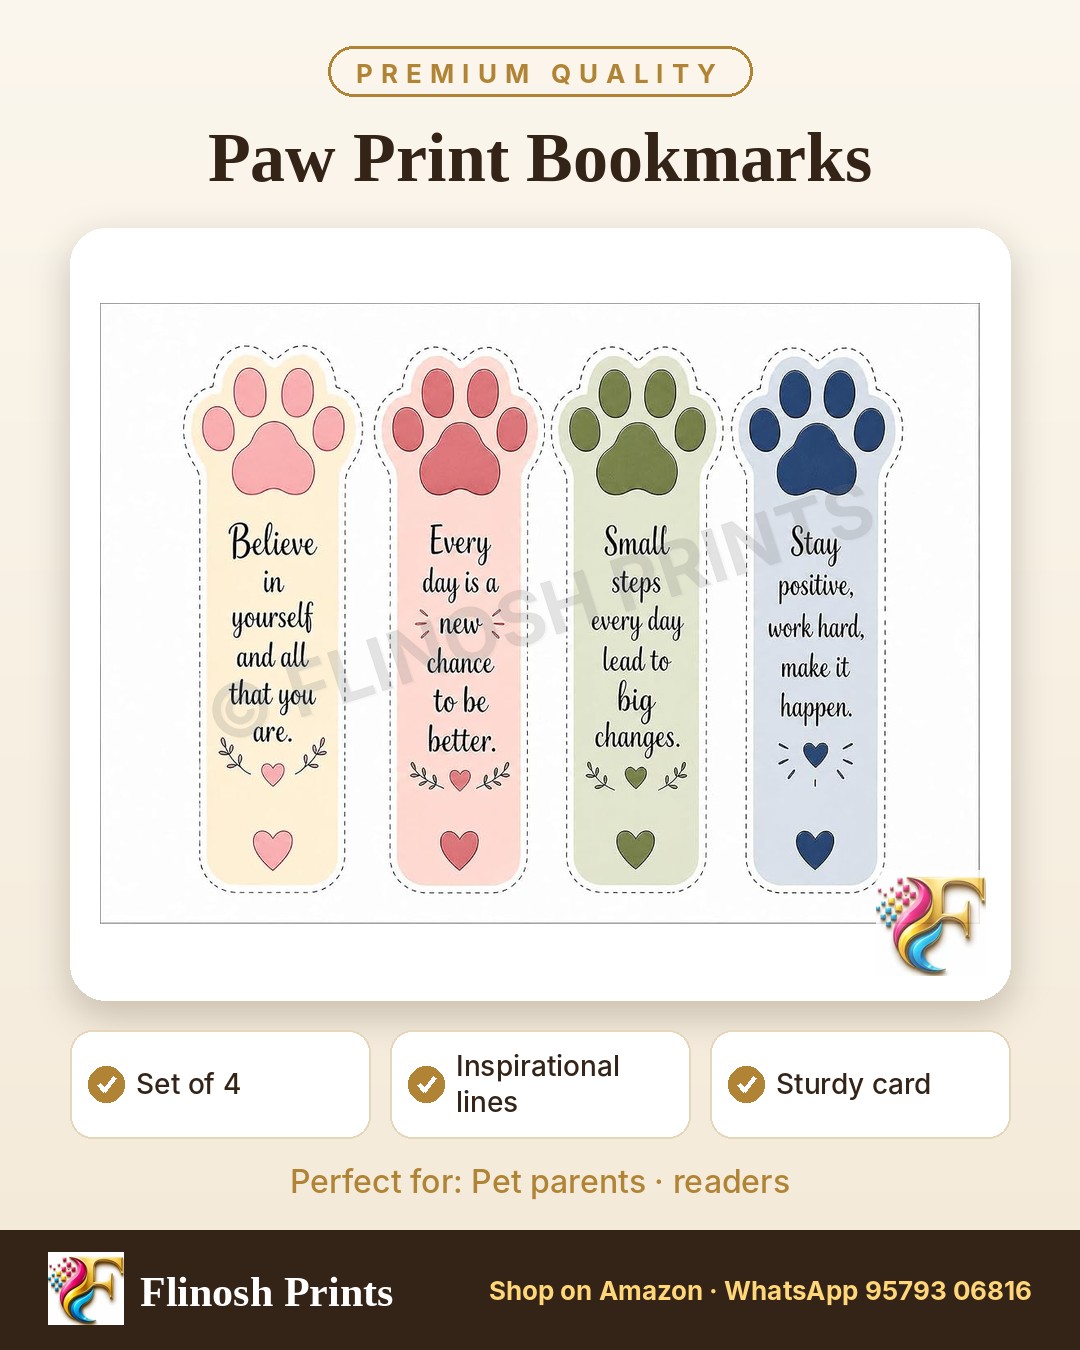 PREMIUM QUALITY
Paw Print Bookmarks
Believe
in
yourself
and all
that you
are.
Every
day is a
new
chance
to be
better.
Small
steps
every day
lead to
big
changes.
Stay
positive,
work hard,
make it
happen.
© FLINOSH PRINTS
F
Set of 4
Inspirational
lines
Sturdy card
Perfect for: Pet parents · readers
F
Flinosh Prints
Shop on Amazon · WhatsApp 95793 06816